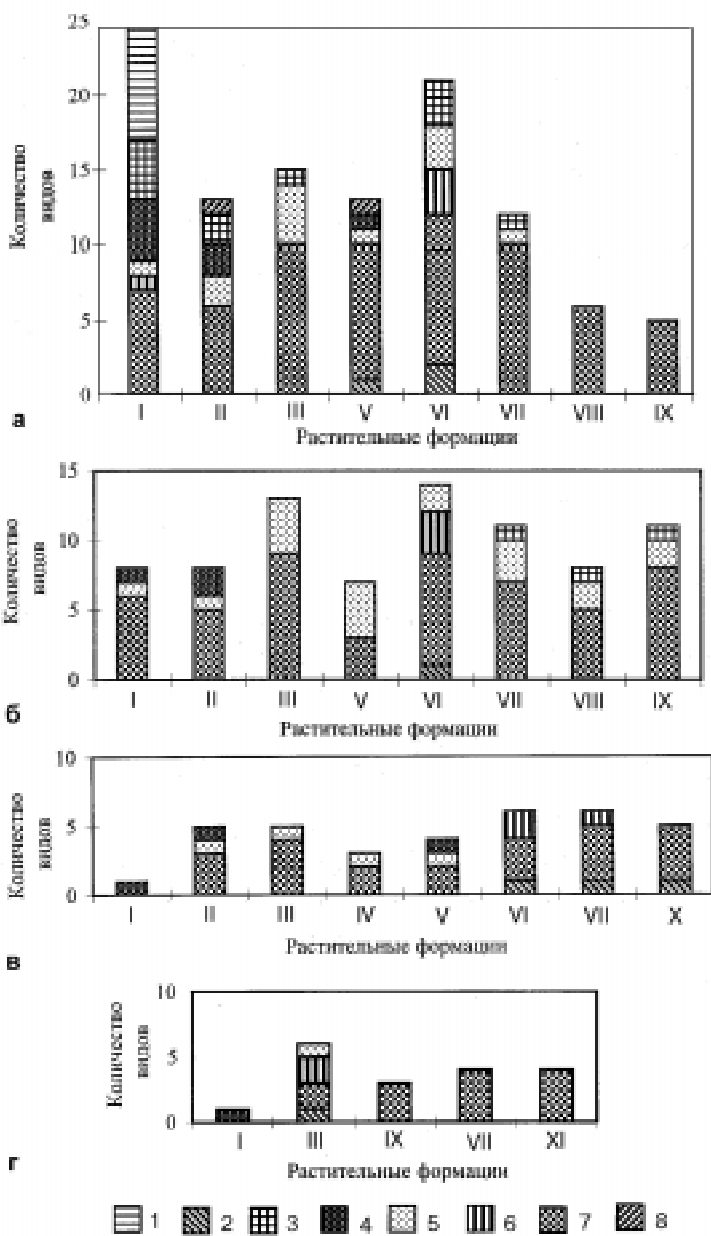 Количество видов
25
20
15
10
5
0
I II III V VI VII VIII IX
а
Растительные формации
Количество видов
15
10
5
0
I II III V VI VII VIII IX
б
Растительные формации
Количество видов
10
5
0
I II III IV V VI VII X
в
Растительные формации
Количество видов
10
5
0
I III IX VII XI
г
Растительные формации
1 2 3 4 5 6 7 8